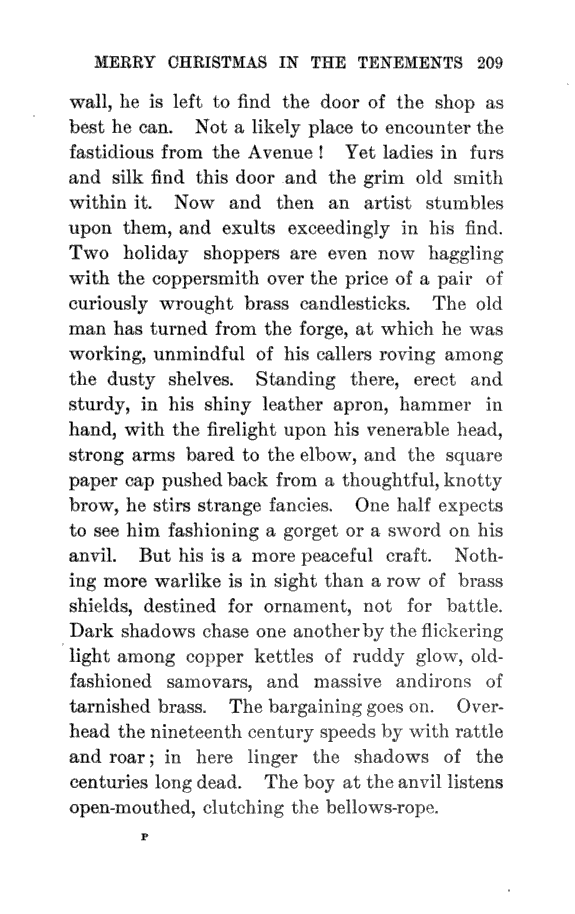 MERRY CHRISTMAS IN THE TENEMENTS 209
wall, he is left to find the door of the shop as
best he can. Not a likely place to encounter the
fastidious from the Avenue ! Yet ladies in furs
and silk find this door and the grim old smith
within it. Now and then an artist stumbles
upon them, and exults exceedingly in his find.
Two holiday shoppers are even now haggling
with the coppersmith over the price of a pair of
curiously wrought brass candlesticks. The old
man has turned from the forge, at which he was
working, unmindful of his callers roving among
the dusty shelves. Standing there, erect and
sturdy, in his shiny leather apron, hammer in
hand, with the firelight upon his venerable head,
strong arms bared to the elbow, and the square
paper cap pushed back from a thoughtful, knotty
brow, he stirs strange fancies. One half expects
to see him fashioning a gorget or a sword on his
anvil. But his is a more peaceful craft. Noth-
ing more warlike is in sight than a row of brass
shields, destined for ornament, not for battle.
Dark shadows chase one another by the flickering
light among copper kettles of ruddy glow, old-
fashioned samovars, and massive andirons of
tarnished brass. The bargaining goes on. Over-
head the nineteenth century speeds by with rattle
and roar ; in here linger the shadows of the
centuries long dead. The boy at the anvil listens
open-mouthed, clutching the bellows-rope.
P